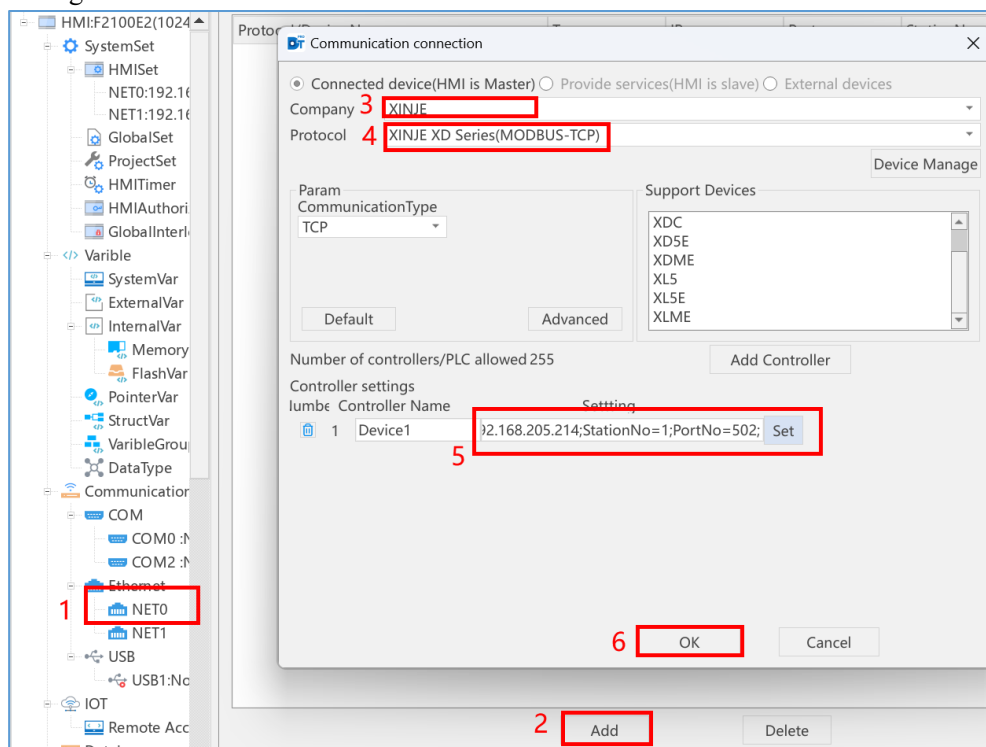 HMI:F2100E2(1024
SystemSet
HMISet
NET0:192.16
NET1:192.16
GlobalSet
ProjectSet
HMITimer
HMIAuthori
GlobalInterl
Varible
SystemVar
ExternalVar
InternalVar
Memory
FlashVar
PointerVar
StructVar
VaribleGrou
DataType
Communication
COM
COM0 :N
COM2 :N
Ethernet
1
NET0
NET1
USB
USB1:No
IOT
Remote Acc
Communication connection
Connected device(HMI is Master) Provide services(HMI is slave) External devices
Company 3 XINJE
Protocol 4 XINJE XD Series(MODBUS-TCP)
Device Manage
Param
CommunicationType
TCP
Default Advanced
Support Devices
XDC
XD5E
XDME
XL5
XL5E
XLME
Number of controllers/PLC allowed 255 Add Controller
Controller settings
lumbe Controller Name Settting
1 Device1 92.168.205.214;StationNo=1;PortNo=502; Set
5
6 OK Cancel
2 Add Delete